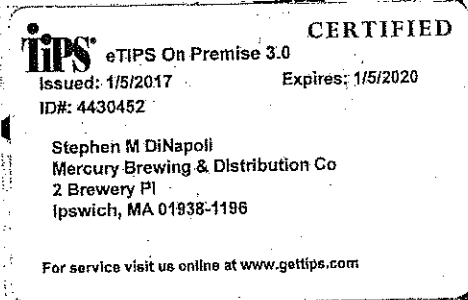 CERTIFIED
TiPS® eTIPS On Premise 3.0
Issued: 1/5/2017 Expires: 1/5/2020
ID#: 4430452
Stephen M DiNapoli
Mercury Brewing & Distribution Co
2 Brewery Pl
Ipswich, MA 01938-1196
For service visit us online at www.gettips.com